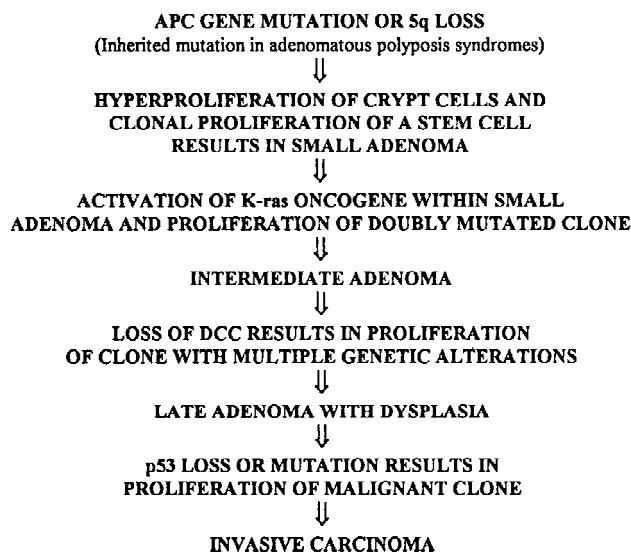 APC GENE MUTATION OR 5q LOSS
(Inherited mutation in adenomatous polyposis syndromes)
⇓
HYPERPROLIFERATION OF CRYPT CELLS AND
CLONAL PROLIFERATION OF A STEM CELL
RESULTS IN SMALL ADENOMA
⇓
ACTIVATION OF K-ras ONCOGENE WITHIN SMALL
ADENOMA AND PROLIFERATION OF DOUBLY MUTATED CLONE
⇓
INTERMEDIATE ADENOMA
⇓
LOSS OF DCC RESULTS IN PROLIFERATION
OF CLONE WITH MULTIPLE GENETIC ALTERATIONS
⇓
LATE ADENOMA WITH DYSPLASIA
⇓
p53 LOSS OR MUTATION RESULTS IN
PROLIFERATION OF MALIGNANT CLONE
⇓
INVASIVE CARCINOMA